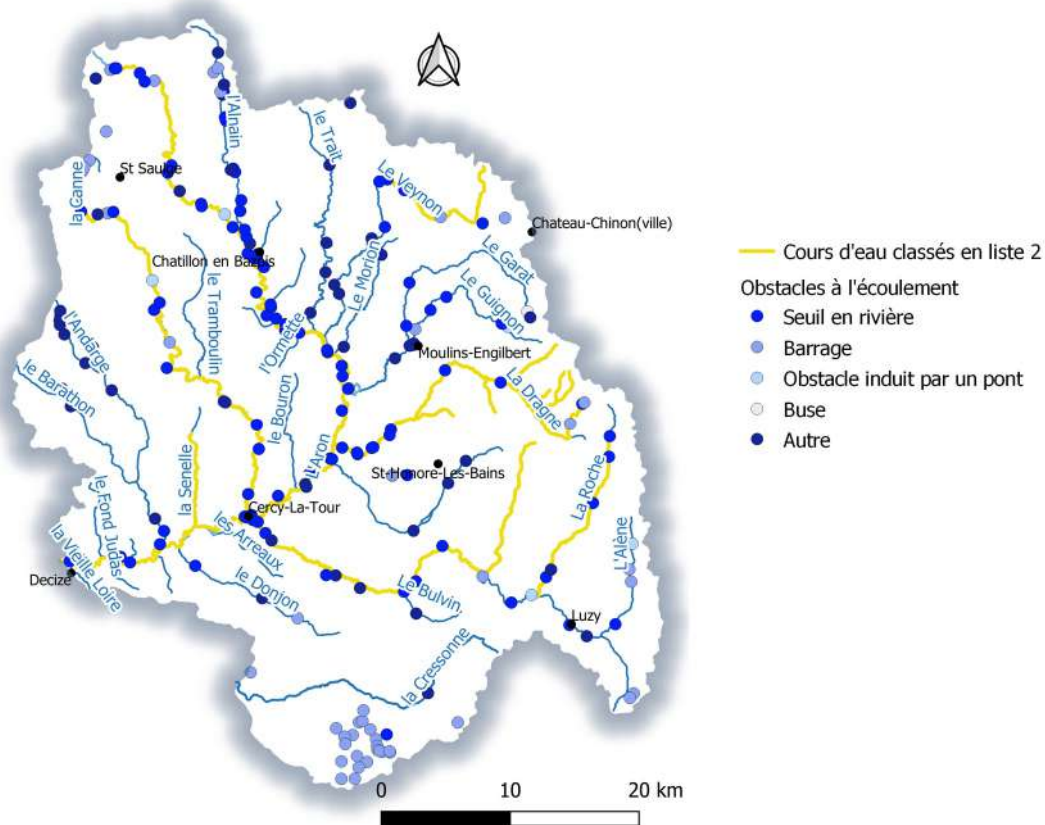 l'Alnain
le Trait
St Saulge
la Canne
Le Veynon
Chateau-Chinon(ville)
Cours d'eau classés en liste 2
Obstacles à l'écoulement
Seuil en rivière
Barrage
Obstacle induit par un pont
Buse
Autre
Chatillon en Bazois
Le Morion
Le Garat
Le Guignon
le Tramboulin
l'Ormette
l'Andarge
Moulins-Engilbert
le Barathon
La Dragne
le Bouron
L'Aron
St-Honore-Les-Bains
la Senelle
La Roche
le Fond Judas
Cercy-La-Tour
les Arreaux
L'Alène
la Vieille Loire
Decize
le Donjon
Le Bulvin
Luzy
la Cressonne
0 10 20 km